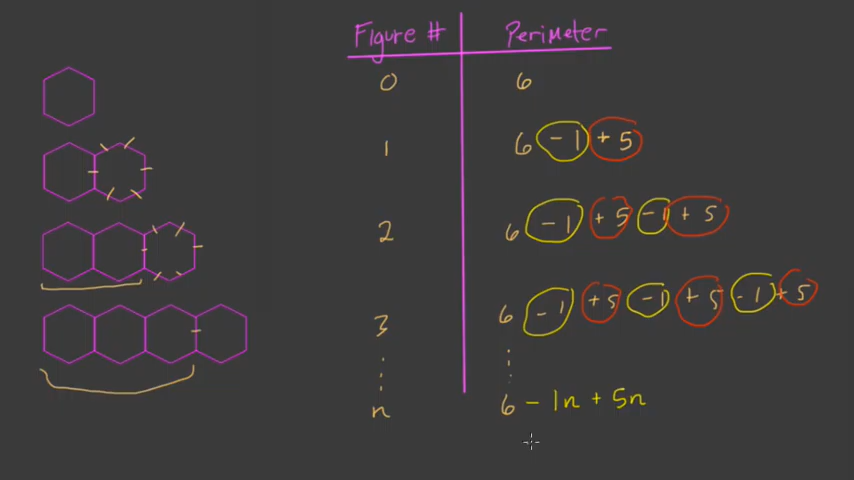 Figure # Perimeter
0 6
1 6 - 1 + 5
2 6 - 1 + 5 - 1 + 5
3 6 - 1 + 5 - 1 + 5 - 1 + 5
n 6 - 1n + 5n